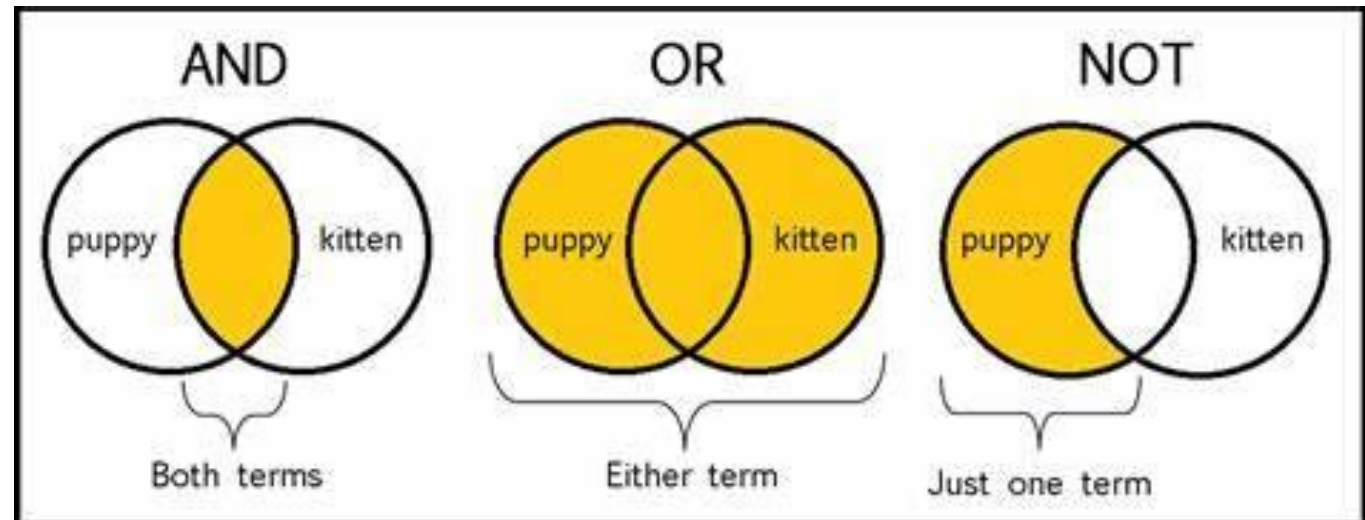 AND
puppy kitten
Both terms
OR
puppy kitten
Either term
NOT
puppy kitten
Just one term